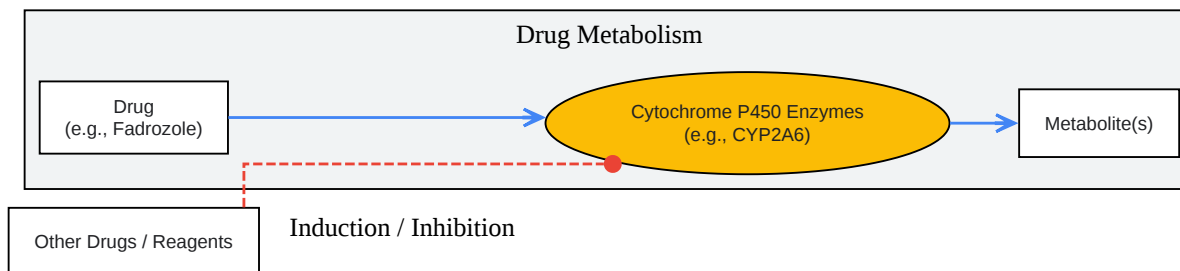 Drug Metabolism
Drug
(e.g., Fadrozole)
Cytochrome P450 Enzymes
(e.g., CYP2A6)
Metabolite(s)
Other Drugs / Reagents
Induction / Inhibition